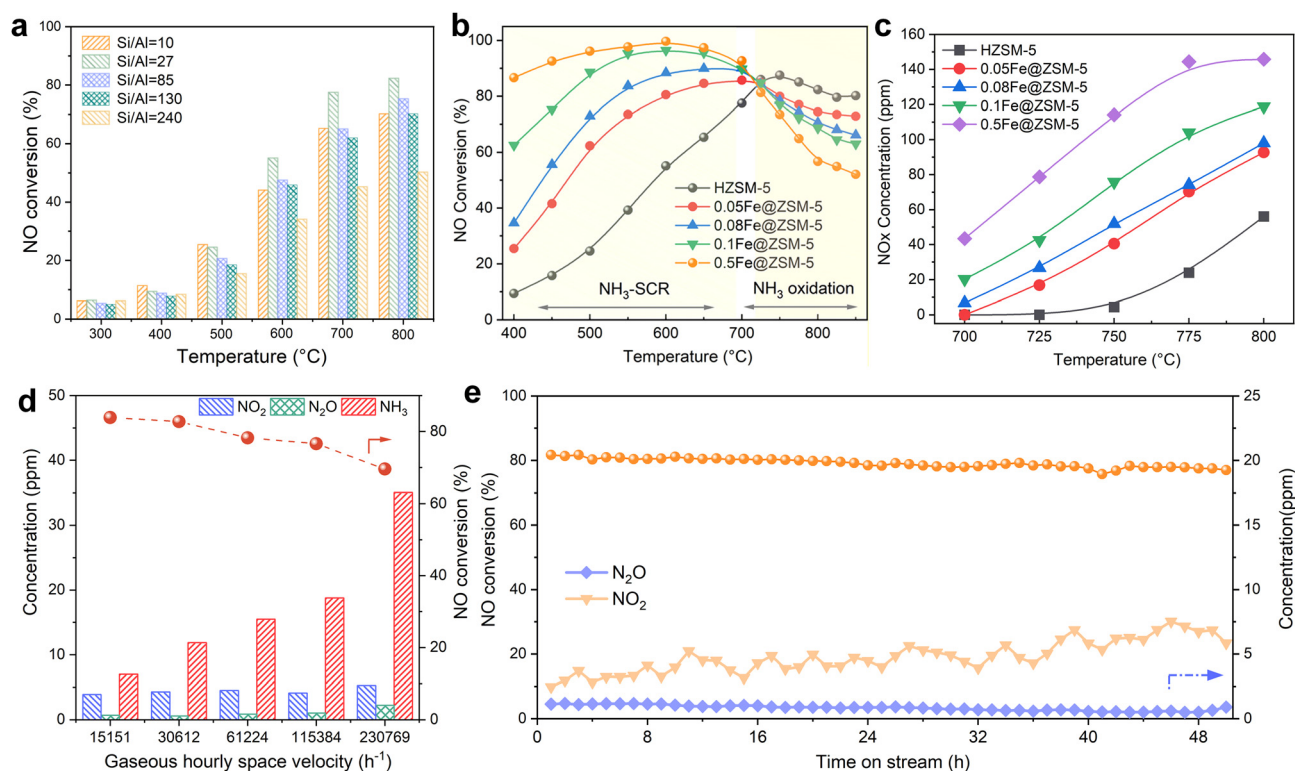 a
Si/Al=10
Si/Al=27
Si/Al=85
Si/Al=130
Si/Al=240
100
80
60
40
20
0
NO conversion (%)
300 400 500 600 700 800
Temperature (°C)
b
100
80
60
40
20
0
NO Conversion (%)
HZSM-5
0.05Fe@ZSM-5
0.08Fe@ZSM-5
0.1Fe@ZSM-5
0.5Fe@ZSM-5
NH₃-SCR
NH₃ oxidation
400 500 600 700 800
Temperature (°C)
c
HZSM-5
0.05Fe@ZSM-5
0.08Fe@ZSM-5
0.1Fe@ZSM-5
0.5Fe@ZSM-5
160
140
120
100
80
60
40
20
0
NOx Concentration (ppm)
700 725 750 775 800
Temperature (°C)
d
NO₂ N₂O NH₃
50
45
40
35
30
25
20
15
10
5
0
Concentration (ppm)
80
60
40
20
0
NO conversion (%)
15151 30612 61224 115384 230769
Gaseous hourly space velocity (h⁻¹)
e
100
80
60
40
20
0
NO conversion (%)
N₂O
NO₂
25
20
15
10
5
0
Concentration(ppm)
0 8 16 24 32 40 48
Time on stream (h)